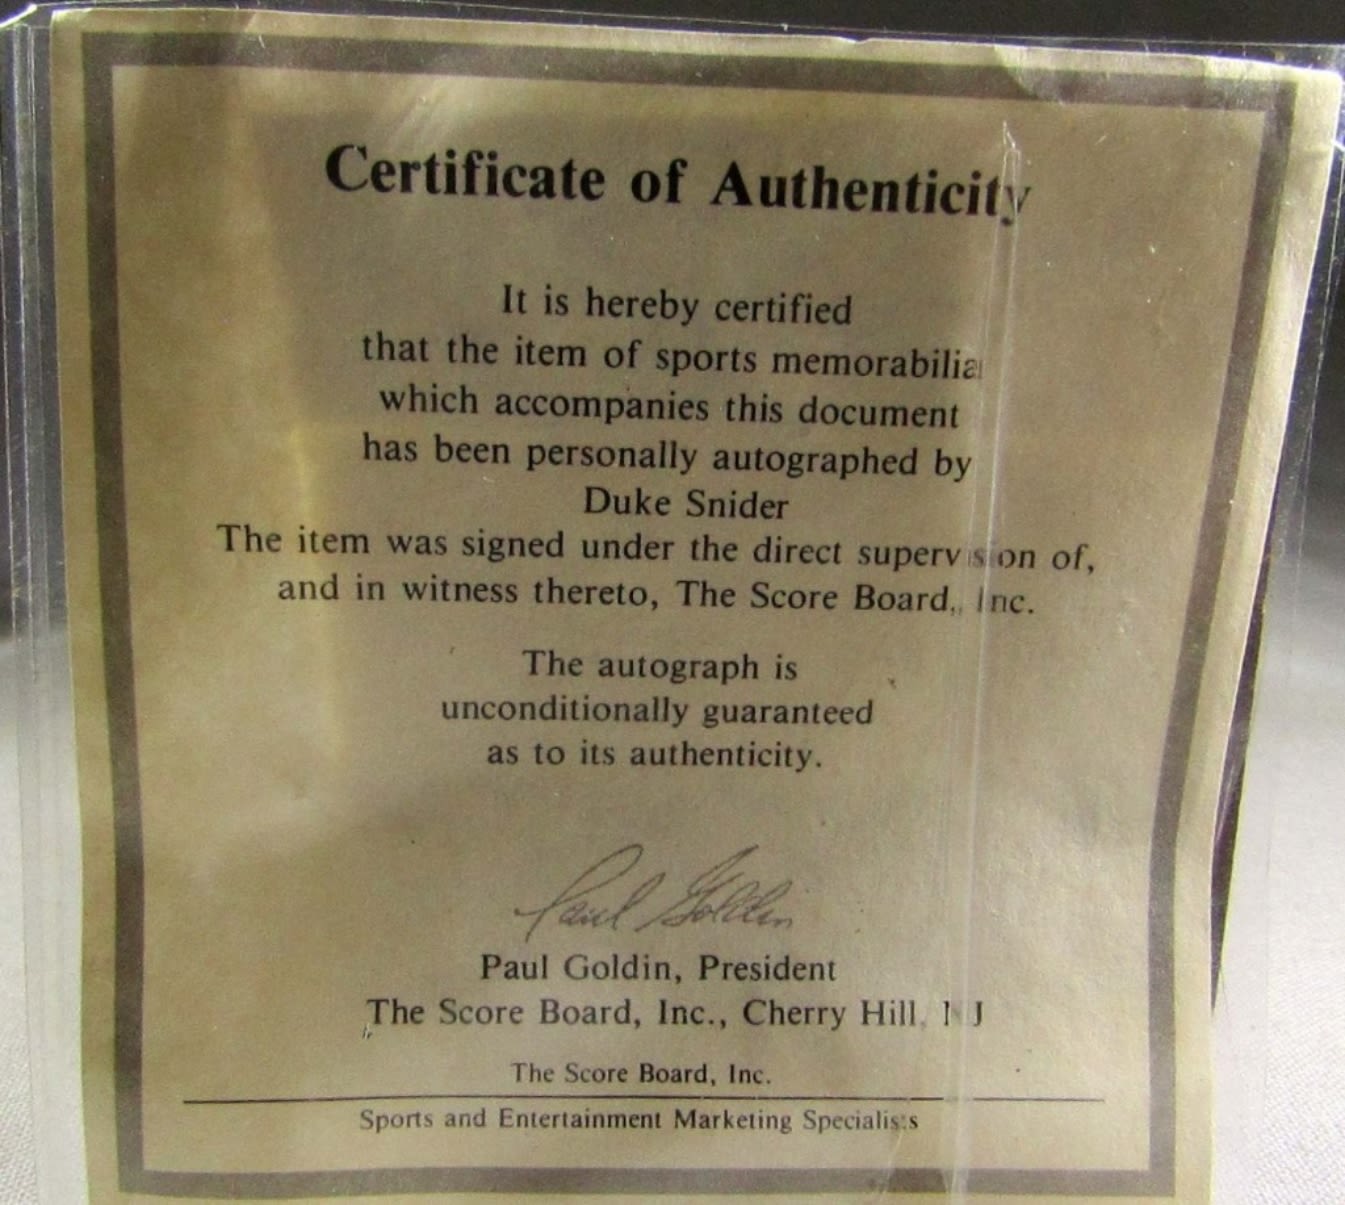 Certificate of Authenticity
It is hereby certified
that the item of sports memorabilia
which accompanies this document
has been personally autographed by
Duke Snider
The item was signed under the direct supervision of,
and in witness thereto, The Score Board, Inc.
The autograph is
unconditionally guaranteed
as to its authenticity.
Paul Goldin
Paul Goldin, President
The Score Board, Inc., Cherry Hill, NJ
The Score Board, Inc.
Sports and Entertainment Marketing Specialists